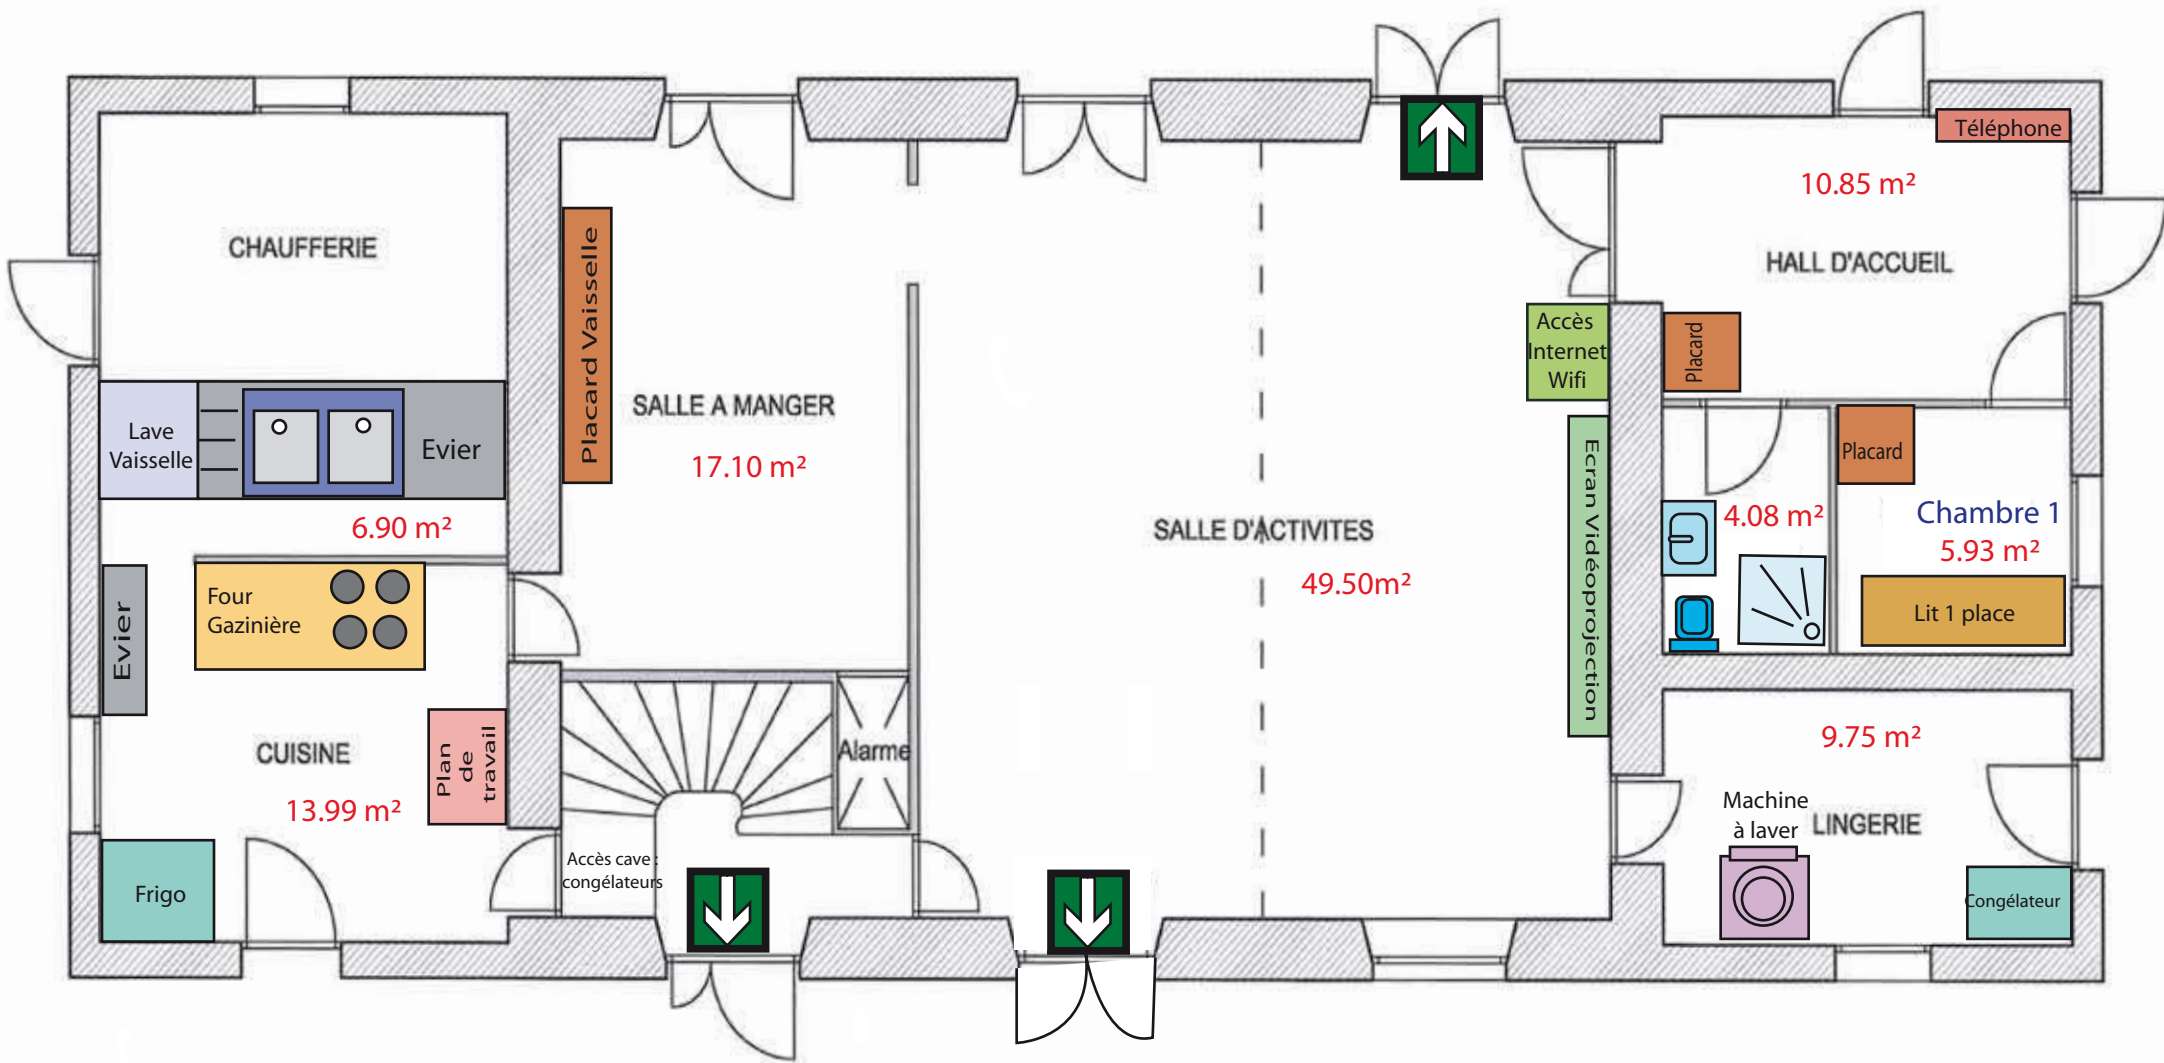 Téléphone
10.85 m²
HALL D'ACCUEIL
CHAUFFERIE
Placard Vaisselle
SALLE A MANGER
17.10 m²
Accès
Internet
Wifi
Placard
Lave
Vaisselle
Evier
6.90 m²
Placard
Chambre 1
5.93 m²
4.08 m²
Lit 1 place
SALLE D'ACTIVITES
49.50m²
Ecran Vidéoprojection
Evier
Four
Gazinière
CUISINE
13.99 m²
Plan
de
travail
Alarme
9.75 m²
Machine
à laver
LINGERIE
Frigo
Accès cave :
congélateurs
Congélateur